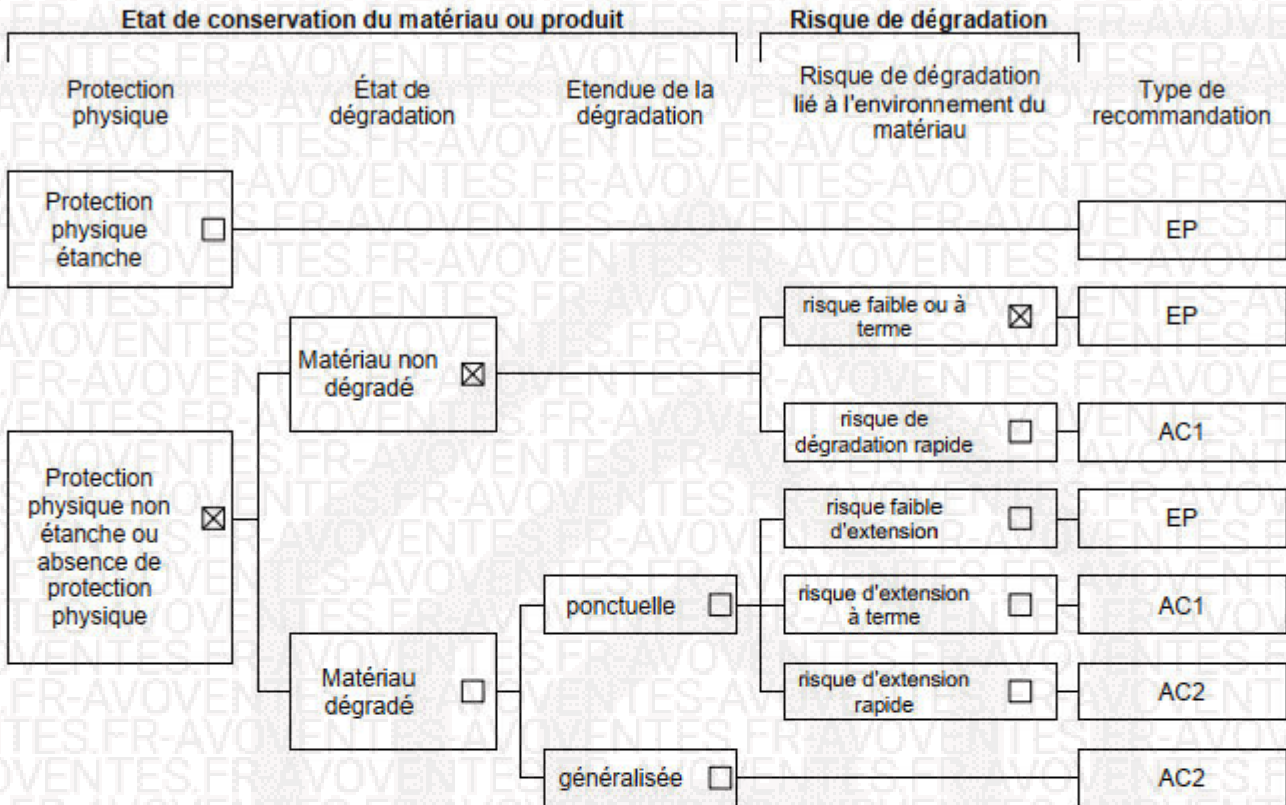 Etat de conservation du matériau ou produit
Risque de dégradation
Protection
physique
État de
dégradation
Etendue de la
dégradation
Risque de dégradation
lié à l'environnement du
matériau
Type de
recommandation
Protection
physique
étanche
EP
risque faible ou à
terme
EP
Matériau non
dégradé
risque de
dégradation rapide
AC1
Protection
physique non
étanche ou
absence de
protection
physique
risque faible
d'extension
EP
ponctuelle
risque d'extension
à terme
AC1
Matériau
dégradé
risque d'extension
rapide
AC2
généralisée
AC2